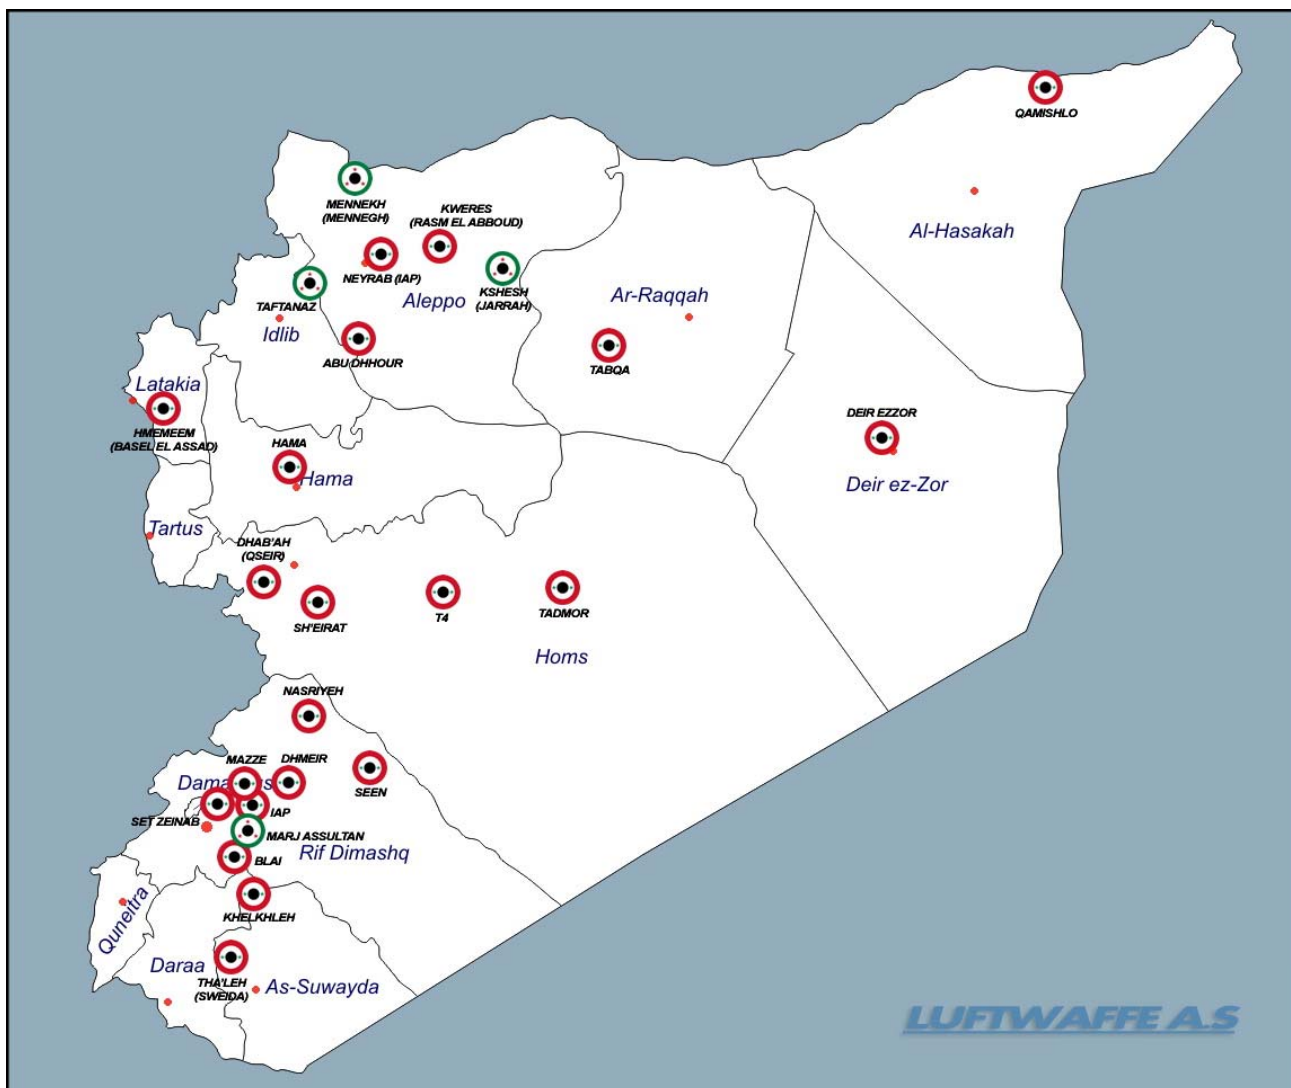 QAMISHLO
MENNEKH
(MENNEGH)
KWERES
(RASM EL ABBOUD)
Al-Hasakah
NEYRAB (IAP)
KSHESH
(JARRAH)
Aleppo
Ar-Raqqah
TAFTANAZ
Idlib
ABU DHHOUR
TABQA
Latakia
HMEMEEM
(BASEL EL ASSAD)
DEIR EZZOR
HAMA
Hama
Deir ez-Zor
Tartus
DHAB'AH
(QSEIR)
SH'EIRAT
T4
TADMOR
Homs
NASRIYEH
MAZZE
DHMEIR
Damascus
SEEN
SET ZEINAB
IAP
MARJ ASSULTAN
Rif Dimashq
BLAI
KHELKHLEH
Quneitra
Daraa
THA'LEH
(SWEIDA)
As-Suwayda
LUFTWAFFE A.S